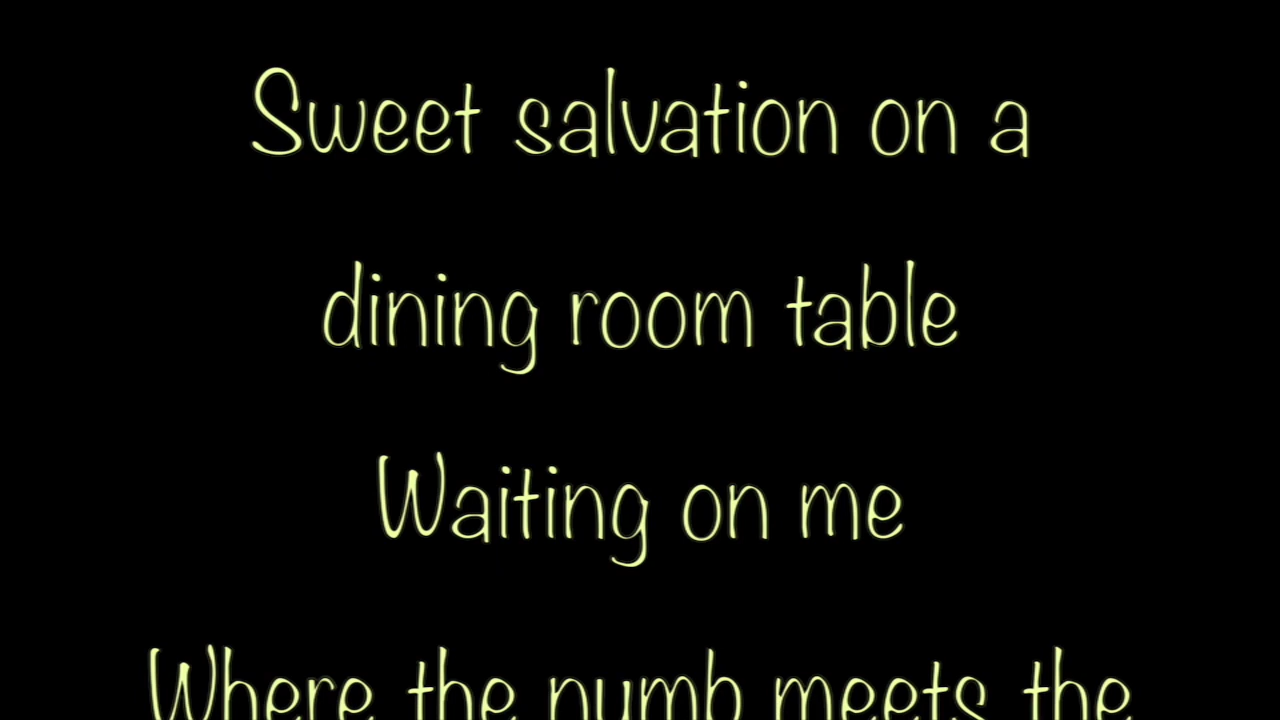 Sweet salvation on a
dining room table
Waiting on me
Where the numb meets the